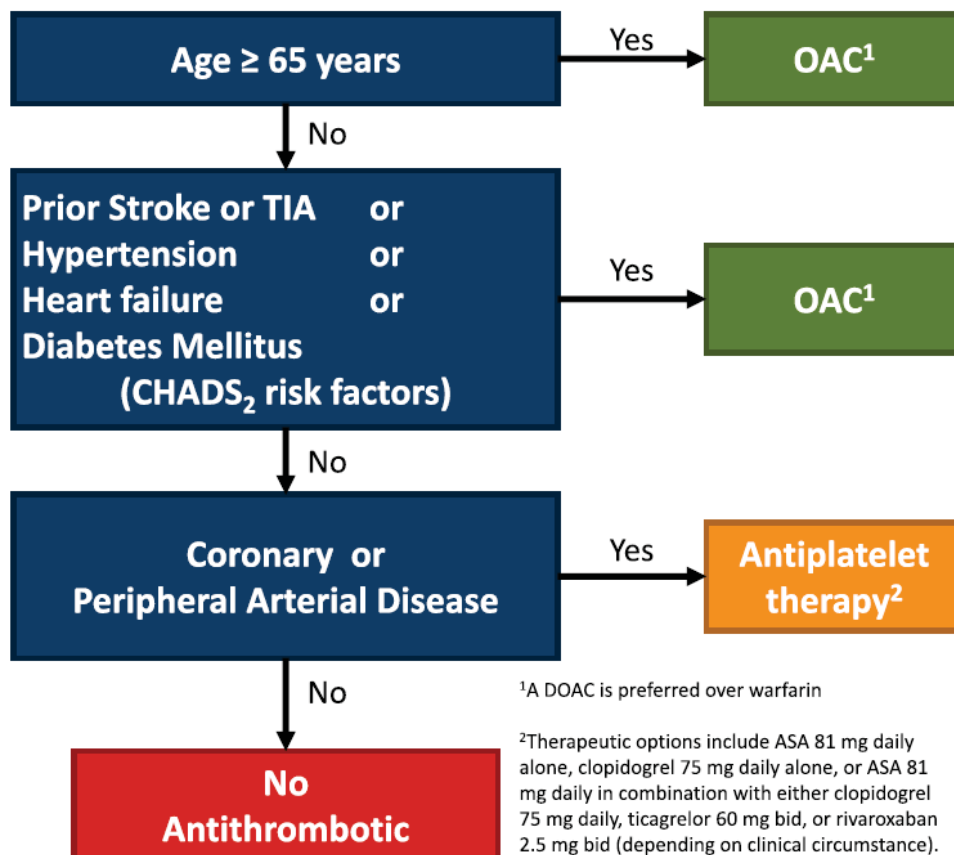 Age ≥ 65 years
Yes
OAC¹
No
Prior Stroke or TIA or
Hypertension or
Heart failure or
Diabetes Mellitus
(CHADS₂ risk factors)
Yes
OAC¹
No
Coronary or
Peripheral Arterial Disease
Yes
Antiplatelet
therapy²
No
No
Antithrombotic
¹A DOAC is preferred over warfarin
²Therapeutic options include ASA 81 mg daily
alone, clopidogrel 75 mg daily alone, or ASA 81
mg daily in combination with either clopidogrel
75 mg daily, ticagrelor 60 mg bid, or rivaroxaban
2.5 mg bid (depending on clinical circumstance).